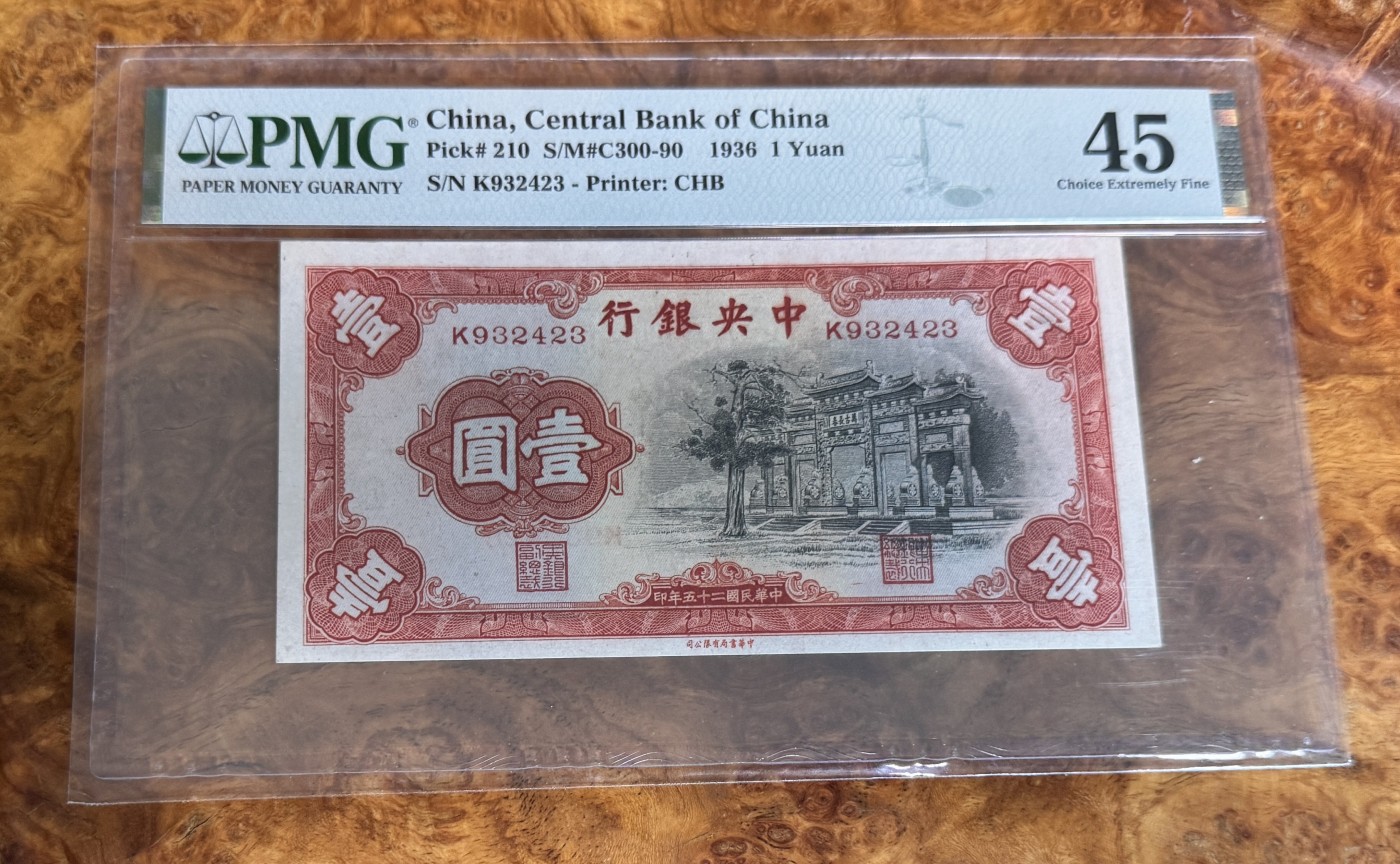 PMG®
PAPER MONEY GUARANTY
China, Central Bank of China
Pick# 210 S/M#C300-90 1936 1 Yuan
S/N K932423 - Printer: CHB
45
Choice Extremely Fine
壹
壹
行銀央中
K932423
K932423
圓壹
印年五十二國民華中
壹
壹
司公限有局書華中